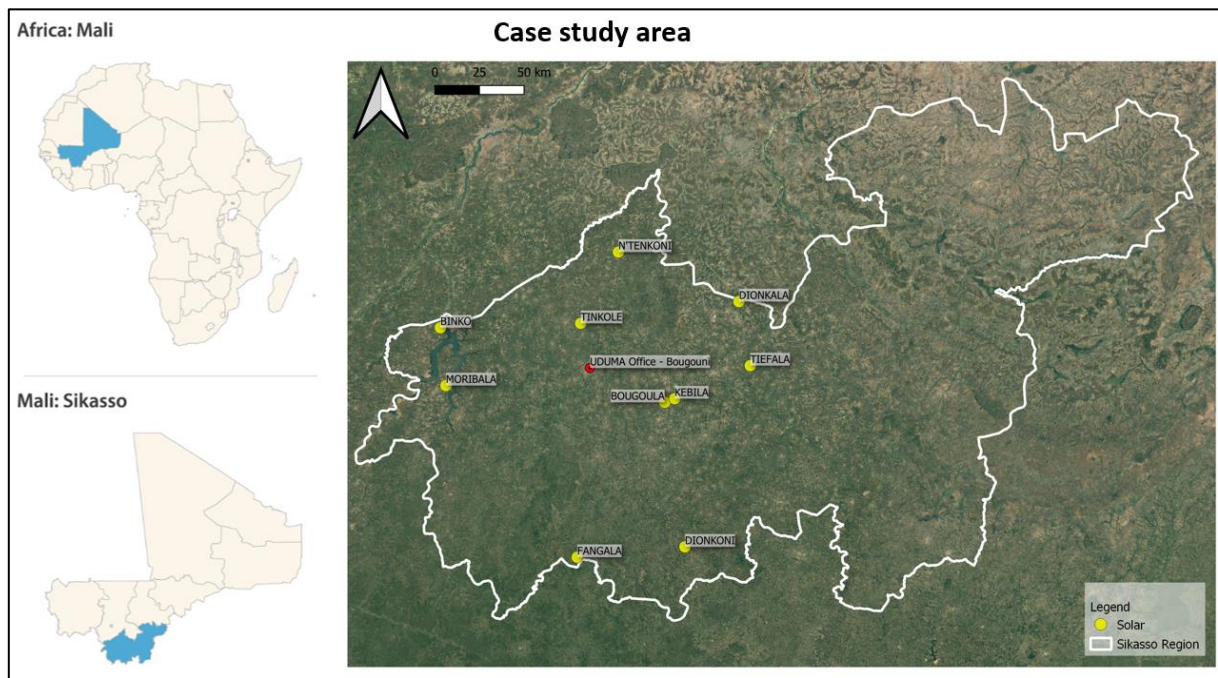 Africa: Mali
Case study area
0 25 50 km
N'TENKONI
DIONKALA
BINKO
TINKOLE
UDUMA Office - Bougouni
TIEFALA
MORIBALA
BOUGOULA
KEBILA
Mali: Sikasso
DIONKONI
FANGALA
Legend
Solar
Sikasso Region